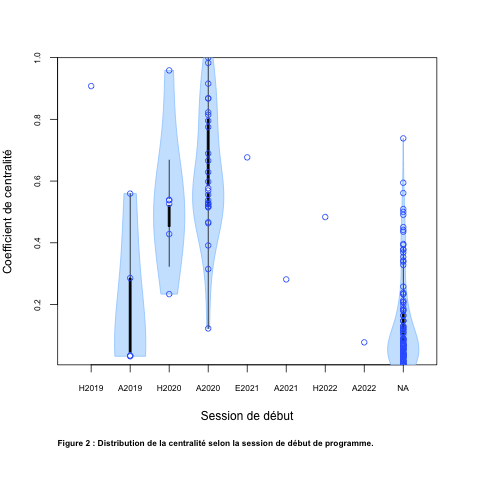 Coefficient de centralité
1.0
0.8
0.6
0.4
0.2
H2019 A2019 H2020 A2020 E2021 A2021 H2022 A2022 NA
Session de début
Figure 2 : Distribution de la centralité selon la session de début de programme.